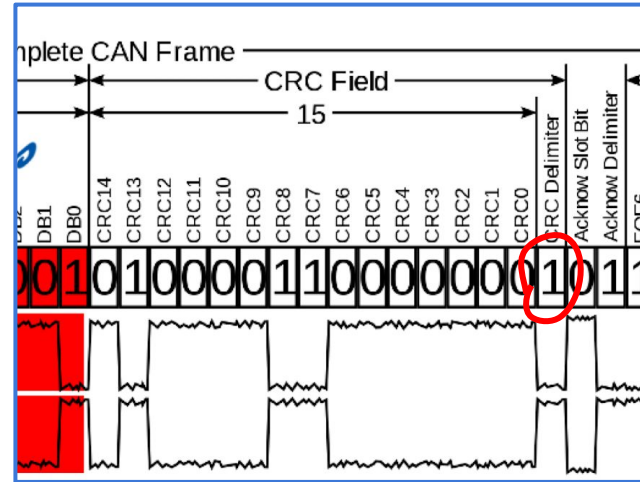 nplete CAN Frame
CRC Field
15
DB1
DB0
CRC14
CRC13
CRC12
CRC11
CRC10
CRC9
CRC8
CRC7
CRC6
CRC5
CRC4
CRC3
CRC2
CRC1
CRC0
CRC Delimiter
Acknow Slot Bit
Acknow Delimiter
0 0 1 0 1 0 0 0 0 1 1 0 0 0 0 0 0 0 1 0 1 1